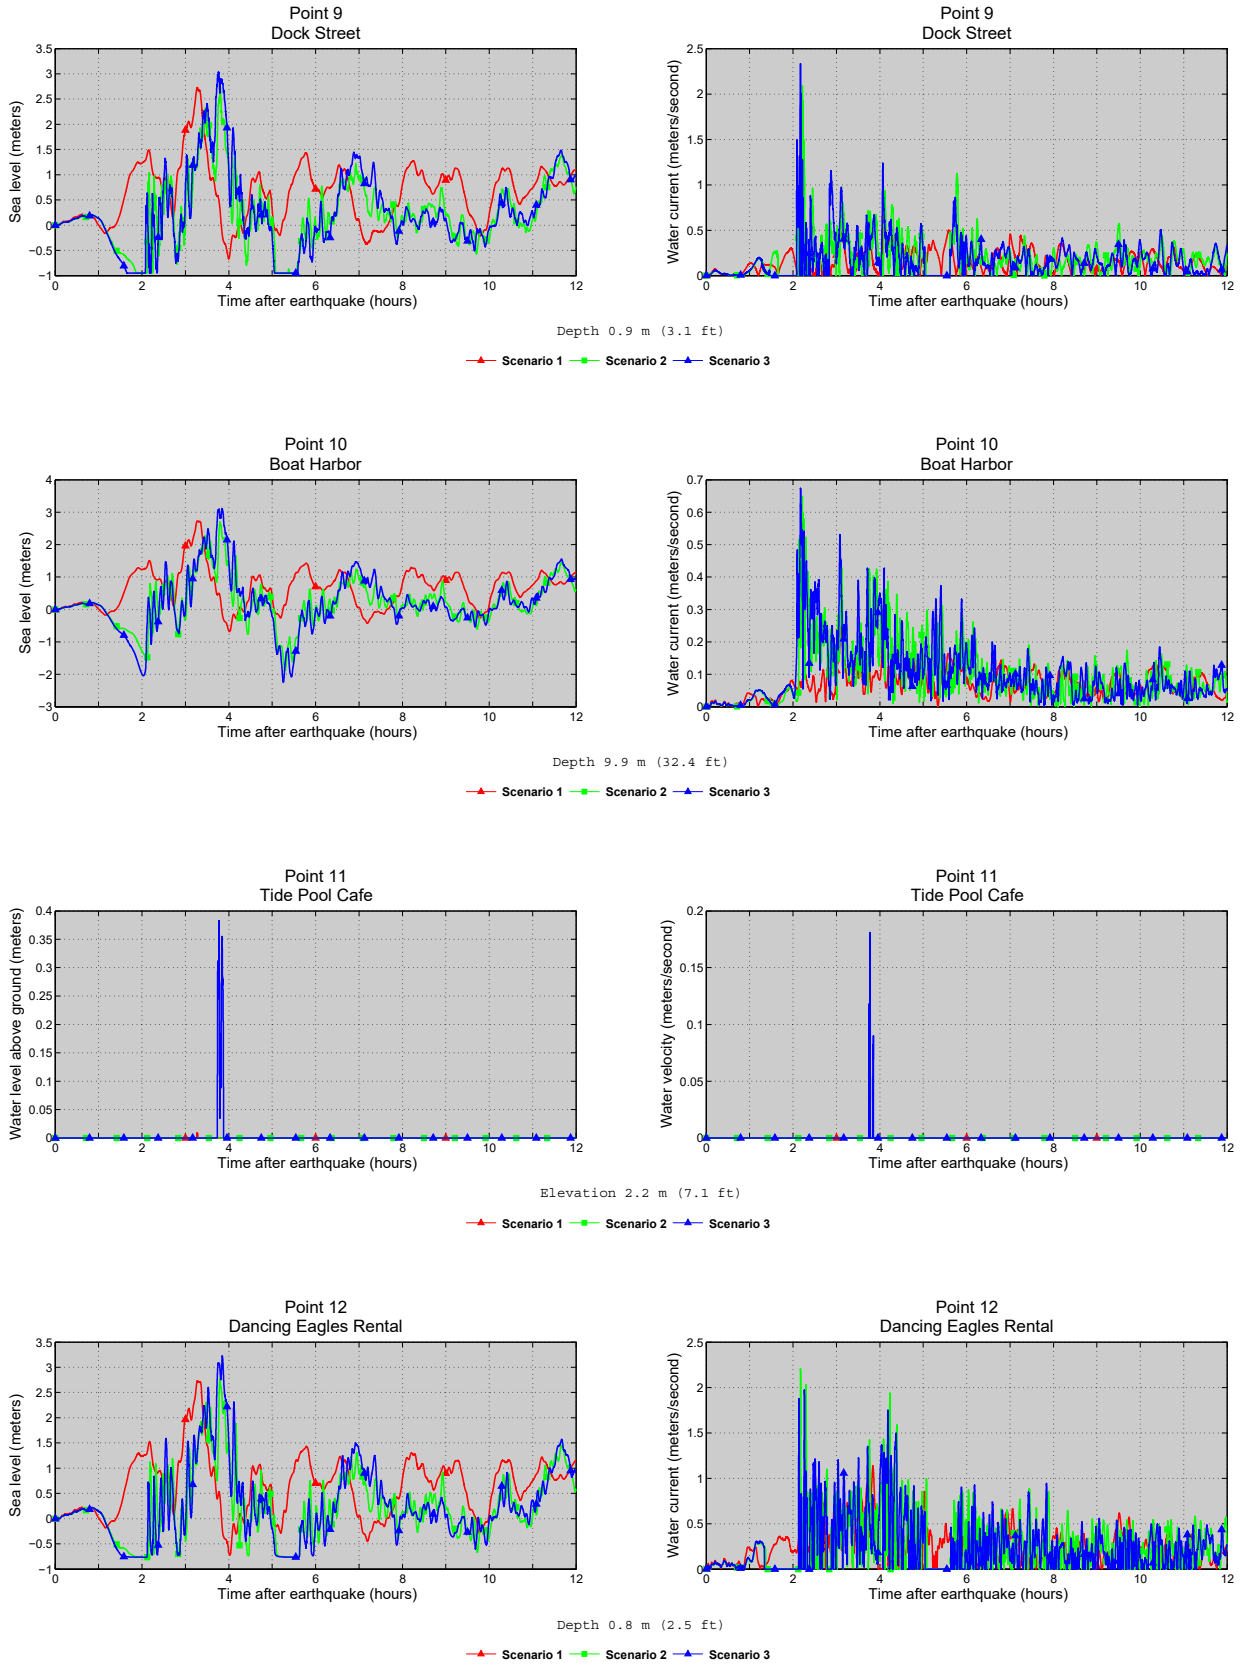 Point 9
Dock Street
Sea level (meters)
3.5
3
2.5
2
1.5
1
0.5
0
−0.5
−1
0 2 4 6 8 10 12
Time after earthquake (hours)
Point 9
Dock Street
Water current (meters/second)
2.5
2
1.5
1
0.5
0
0 2 4 6 8 10 12
Time after earthquake (hours)
Depth 0.9 m (3.1 ft)
Scenario 1 Scenario 2 Scenario 3
Point 10
Boat Harbor
Sea level (meters)
4
3
2
1
0
−1
−2
−3
0 2 4 6 8 10 12
Time after earthquake (hours)
Point 10
Boat Harbor
Water current (meters/second)
0.7
0.6
0.5
0.4
0.3
0.2
0.1
0
0 2 4 6 8 10 12
Time after earthquake (hours)
Depth 9.9 m (32.4 ft)
Scenario 1 Scenario 2 Scenario 3
Point 11
Tide Pool Cafe
Water level above ground (meters)
0.4
0.35
0.3
0.25
0.2
0.15
0.1
0.05
0
0 2 4 6 8 10 12
Time after earthquake (hours)
Point 11
Tide Pool Cafe
Water velocity (meters/second)
0.2
0.15
0.1
0.05
0
0 2 4 6 8 10 12
Time after earthquake (hours)
Elevation 2.2 m (7.1 ft)
Scenario 1 Scenario 2 Scenario 3
Point 12
Dancing Eagles Rental
Sea level (meters)
3.5
3
2.5
2
1.5
1
0.5
0
−0.5
−1
0 2 4 6 8 10 12
Time after earthquake (hours)
Point 12
Dancing Eagles Rental
Water current (meters/second)
2.5
2
1.5
1
0.5
0
0 2 4 6 8 10 12
Time after earthquake (hours)
Depth 0.8 m (2.5 ft)
Scenario 1 Scenario 2 Scenario 3